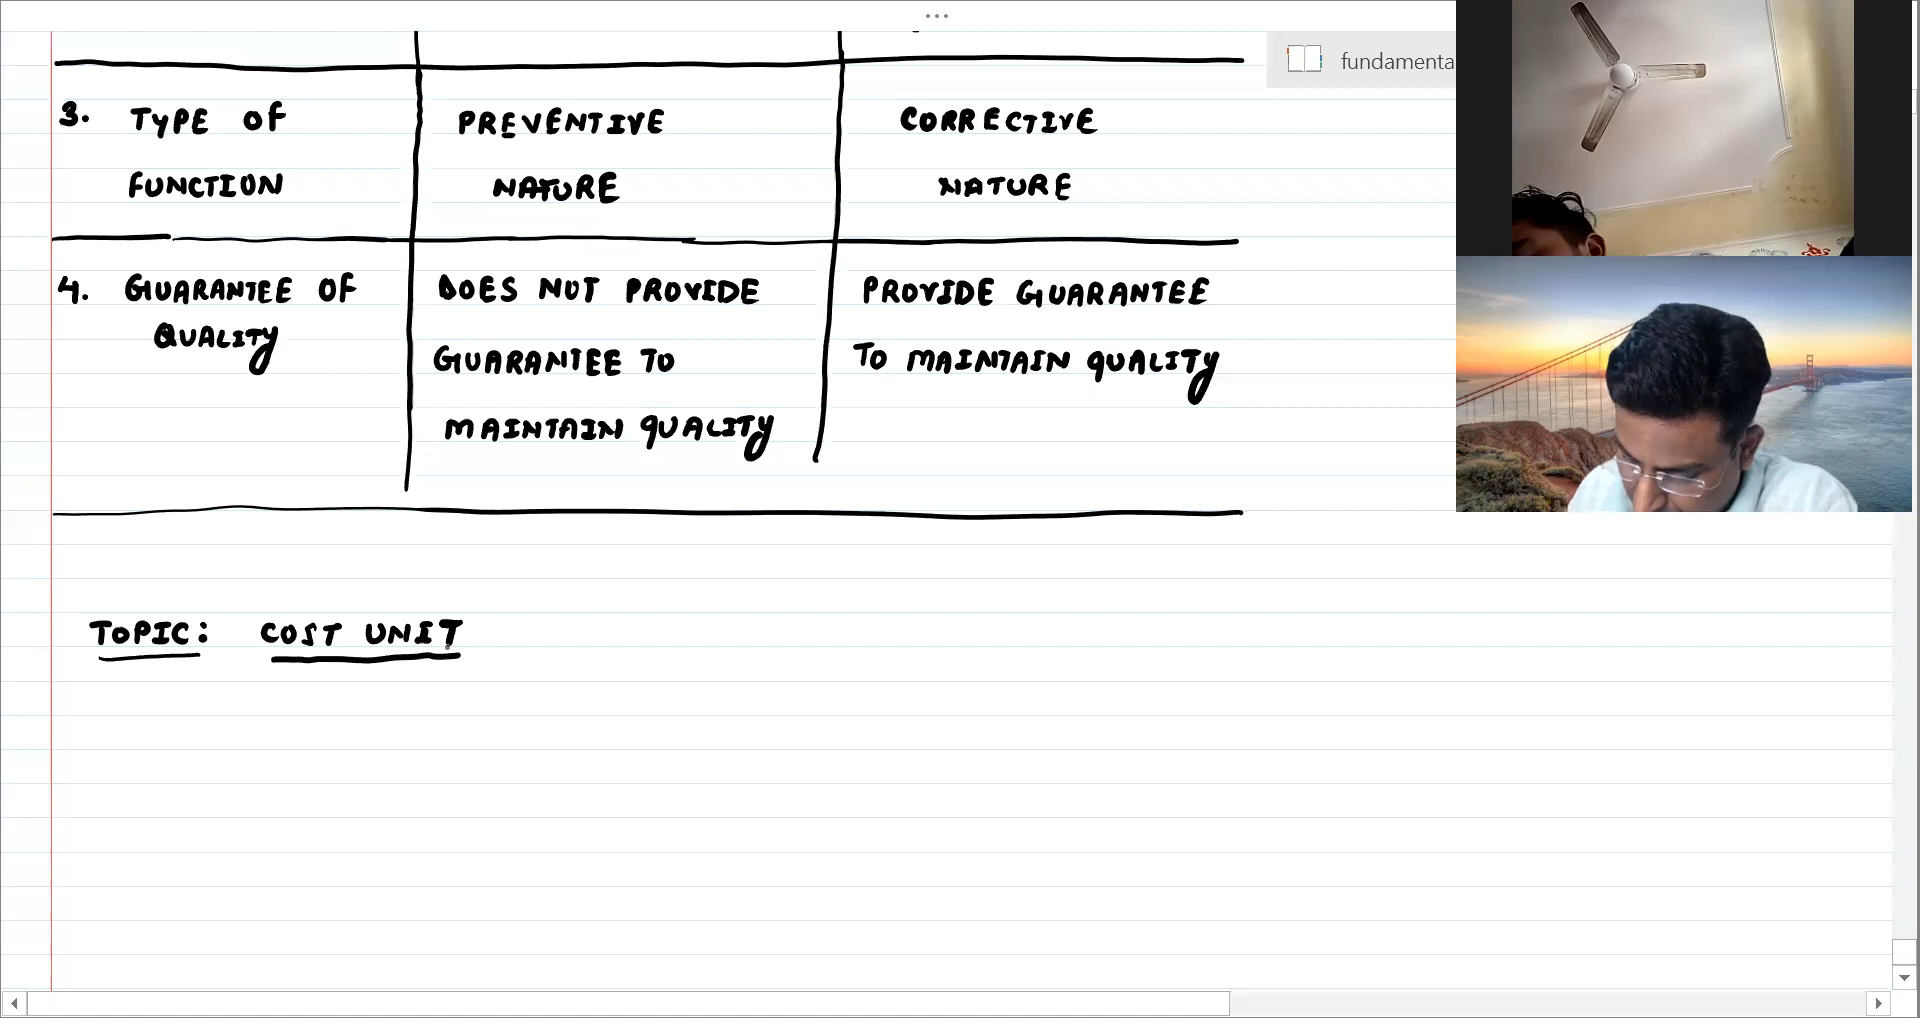 fundamenta
3. TYPE OF PREVENTIVE CORRECTIVE
FUNCTION NATURE NATURE
4. GUARANTEE OF DOES NOT PROVIDE PROVIDE GUARANTEE
QUALITY
GUARANTEE TO TO MAINTAIN QUALITY
MAINTAIN QUALITY
TOPIC: COST UNIT